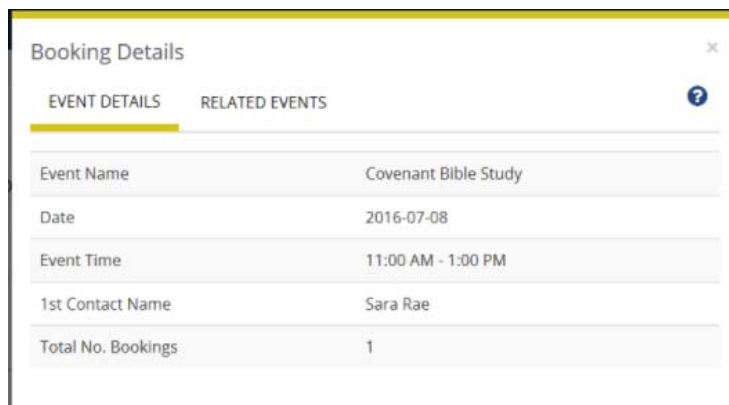 Booking Details ×
EVENT DETAILS RELATED EVENTS ?
Event Name Covenant Bible Study
Date 2016-07-08
Event Time 11:00 AM - 1:00 PM
1st Contact Name Sara Rae
Total No. Bookings 1